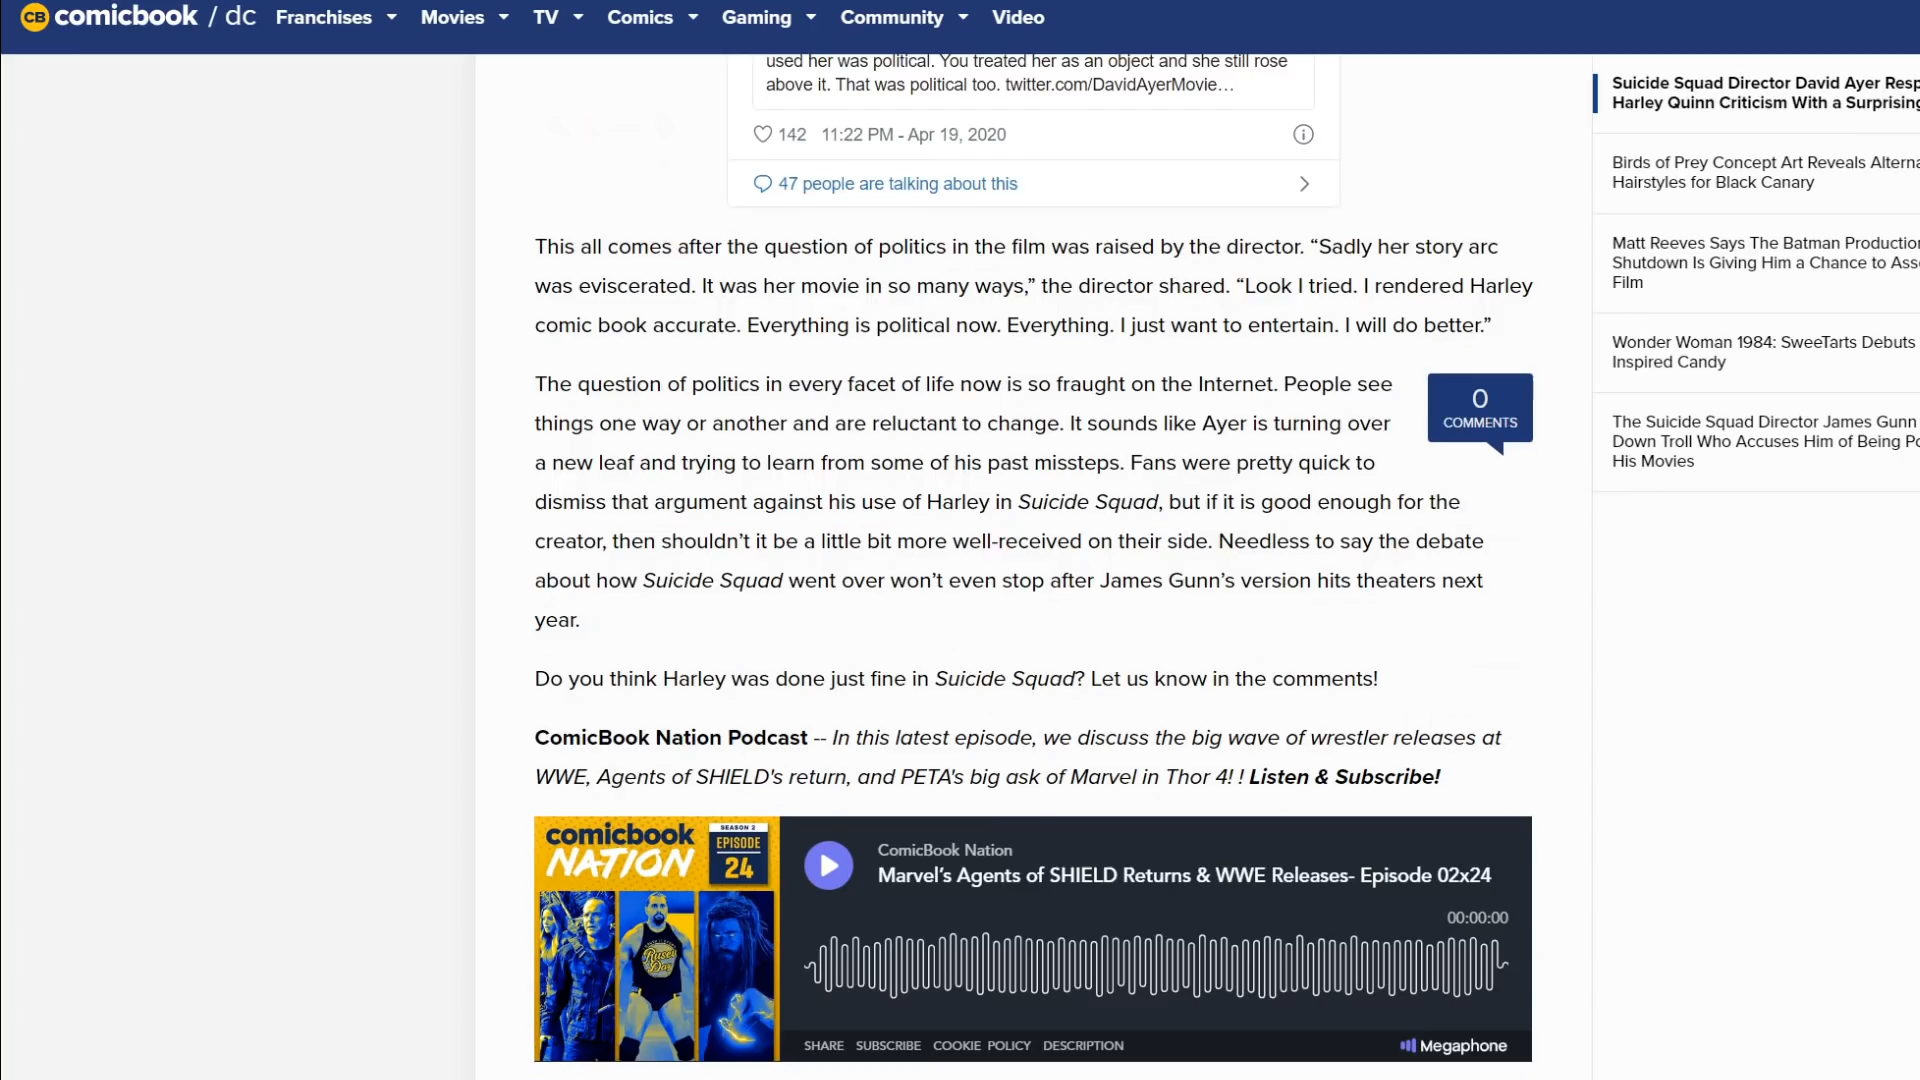 CB comicbook / dc Franchises Movies TV Comics Gaming Community Video
used her was political. You treated her as an object and she still rose
above it. That was political too. twitter.com/DavidAyerMovie…
142 11:22 PM - Apr 19, 2020
47 people are talking about this
This all comes after the question of politics in the film was raised by the director. “Sadly her story arc
was eviscerated. It was her movie in so many ways,” the director shared. “Look I tried. I rendered Harley
comic book accurate. Everything is political now. Everything. I just want to entertain. I will do better.”
The question of politics in every facet of life now is so fraught on the Internet. People see
things one way or another and are reluctant to change. It sounds like Ayer is turning over
a new leaf and trying to learn from some of his past missteps. Fans were pretty quick to
dismiss that argument against his use of Harley in Suicide Squad, but if it is good enough for the
creator, then shouldn’t it be a little bit more well-received on their side. Needless to say the debate
about how Suicide Squad went over won’t even stop after James Gunn’s version hits theaters next
year.
0
COMMENTS
Do you think Harley was done just fine in Suicide Squad? Let us know in the comments!
ComicBook Nation Podcast -- In this latest episode, we discuss the big wave of wrestler releases at
WWE, Agents of SHIELD's return, and PETA's big ask of Marvel in Thor 4! ! Listen & Subscribe!
comicbook
NATION
SEASON 2
EPISODE
24
Rusev
Day
ComicBook Nation
Marvel’s Agents of SHIELD Returns & WWE Releases- Episode 02x24
00:00:00
SHARE SUBSCRIBE COOKIE POLICY DESCRIPTION
Megaphone
Suicide Squad Director David Ayer Resp
Harley Quinn Criticism With a Surprising
Birds of Prey Concept Art Reveals Alterna
Hairstyles for Black Canary
Matt Reeves Says The Batman Production
Shutdown Is Giving Him a Chance to Asse
Film
Wonder Woman 1984: SweeTarts Debuts
Inspired Candy
The Suicide Squad Director James Gunn
Down Troll Who Accuses Him of Being Po
His Movies